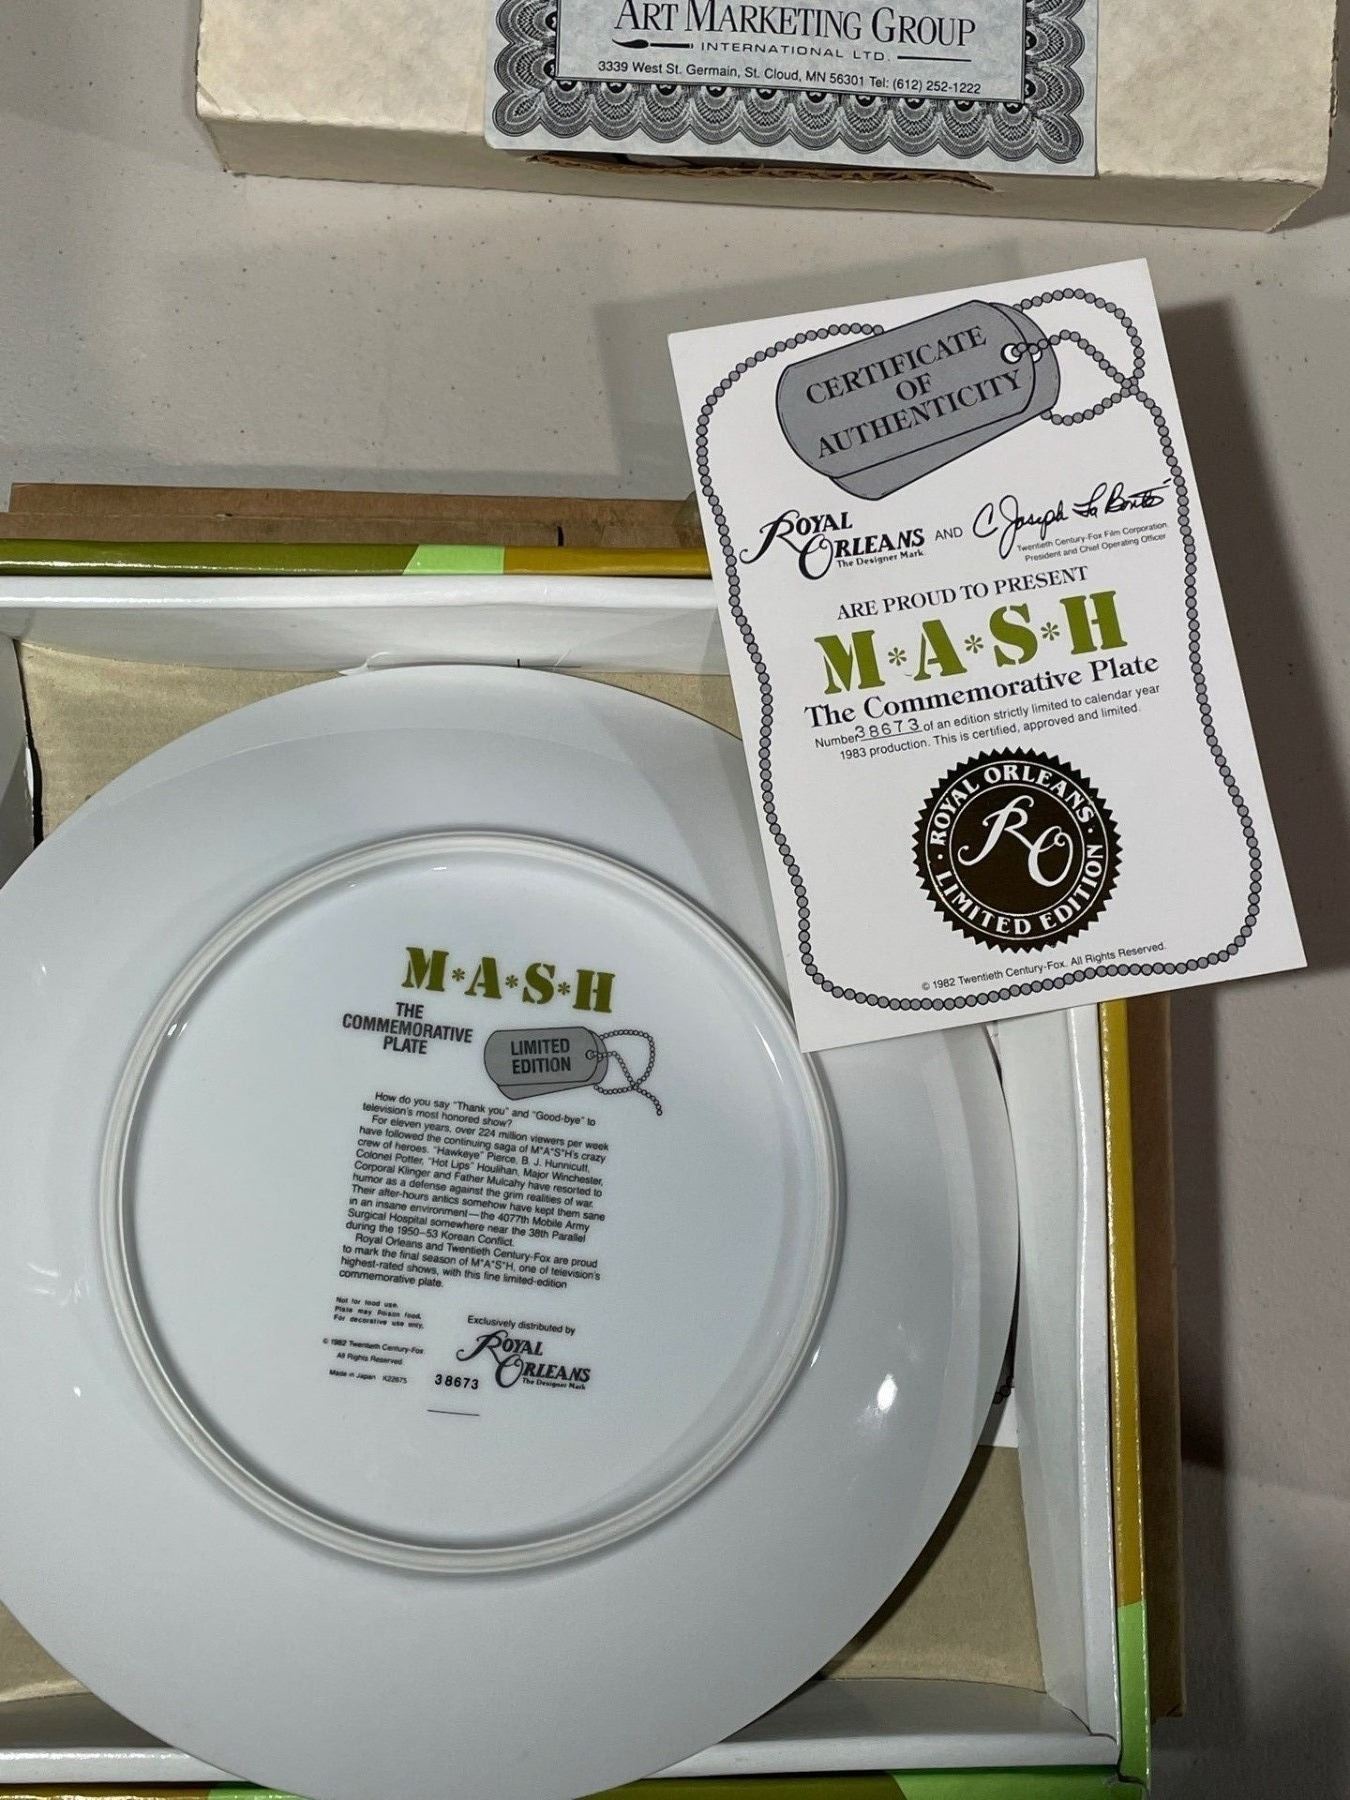 ART MARKETING GROUP
INTERNATIONAL LTD.
3339 West St. Germain, St. Cloud, MN 56301 Tel: (612) 252-1222
CERTIFICATE
OF
AUTHENTICITY
ROYAL
ORLEANS
The Designer Mark
AND
C Joseph La Bonté
Twentieth Century-Fox Film Corporation
President and Chief Operating Officer
ARE PROUD TO PRESENT
M*A*S*H
The Commemorative Plate
Number 38673 of an edition strictly limited to calendar year
1983 production. This is certified, approved and limited.
· ROYAL ORLEANS ·
RO
LIMITED EDITION
© 1982 Twentieth Century-Fox. All Rights Reserved.
M*A*S*H
THE
COMMEMORATIVE
PLATE
LIMITED
EDITION
How do you say "Thank you" and "Good-bye" to
television's most honored show?
For eleven years, over 224 million viewers per week
have followed the continuing saga of M*A*S*H's crazy
crew of heroes. "Hawkeye" Pierce, B. J. Hunnicutt,
Colonel Potter, "Hot Lips" Houlihan, Major Winchester,
Corporal Klinger and Father Mulcahy have resorted to
humor as a defense against the grim realities of war.
Their after-hours antics somehow have kept them sane
in an insane environment—the 4077th Mobile Army
Surgical Hospital somewhere near the 38th Parallel
during the 1950–53 Korean Conflict.
Royal Orleans and Twentieth Century-Fox are proud
to mark the final season of M*A*S*H, one of television's
highest-rated shows, with this fine limited-edition
commemorative plate.
Not for food use.
Plate may poison food.
For decorative use only.
© 1982 Twentieth Century-Fox
All Rights Reserved
Made in Japan K22675
Exclusively distributed by
ROYAL
ORLEANS
The Designer Mark
38673